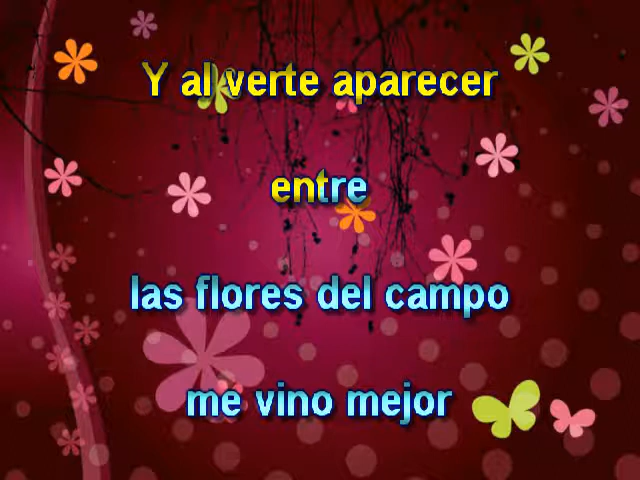 Y al verte aparecer
entre
las flores del campo
me vino mejor